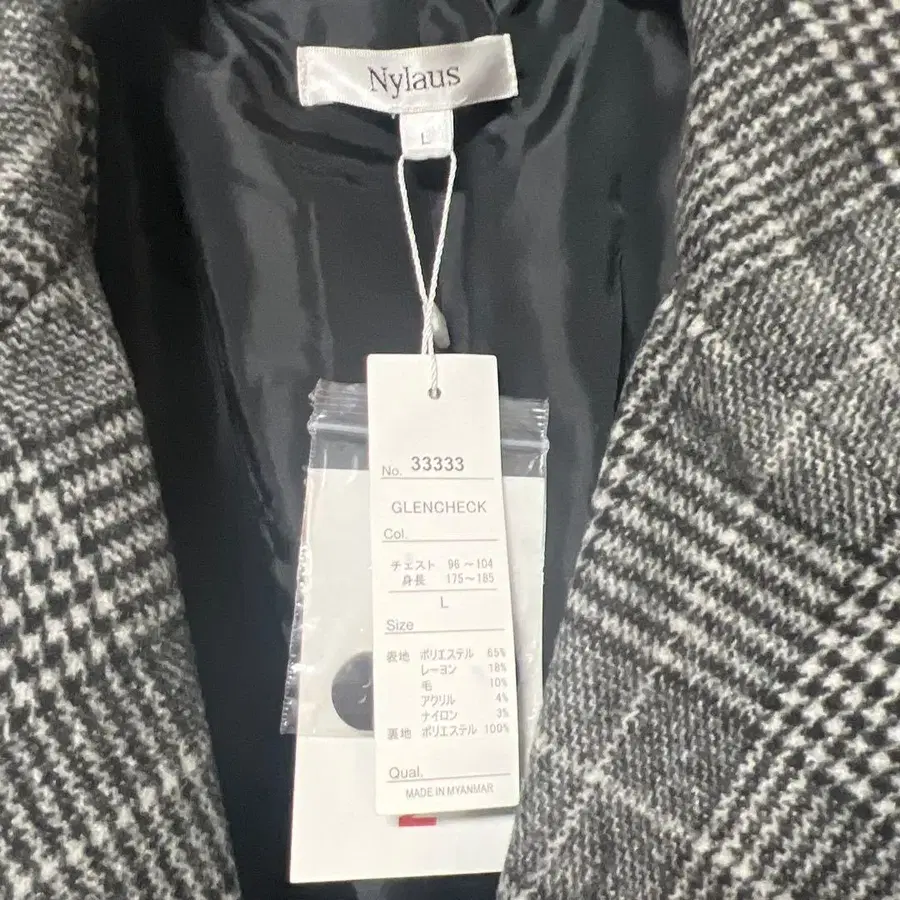 Nylaus
L
No. 33333
GLENCHECK
Col.
チェスト 96～104
身長 175～185
L
Size
表地 ポリエステル 65%
レーヨン 18%
毛 10%
アクリル 4%
ナイロン 3%
裏地 ポリエステル 100%
Qual.
MADE IN MYANMAR